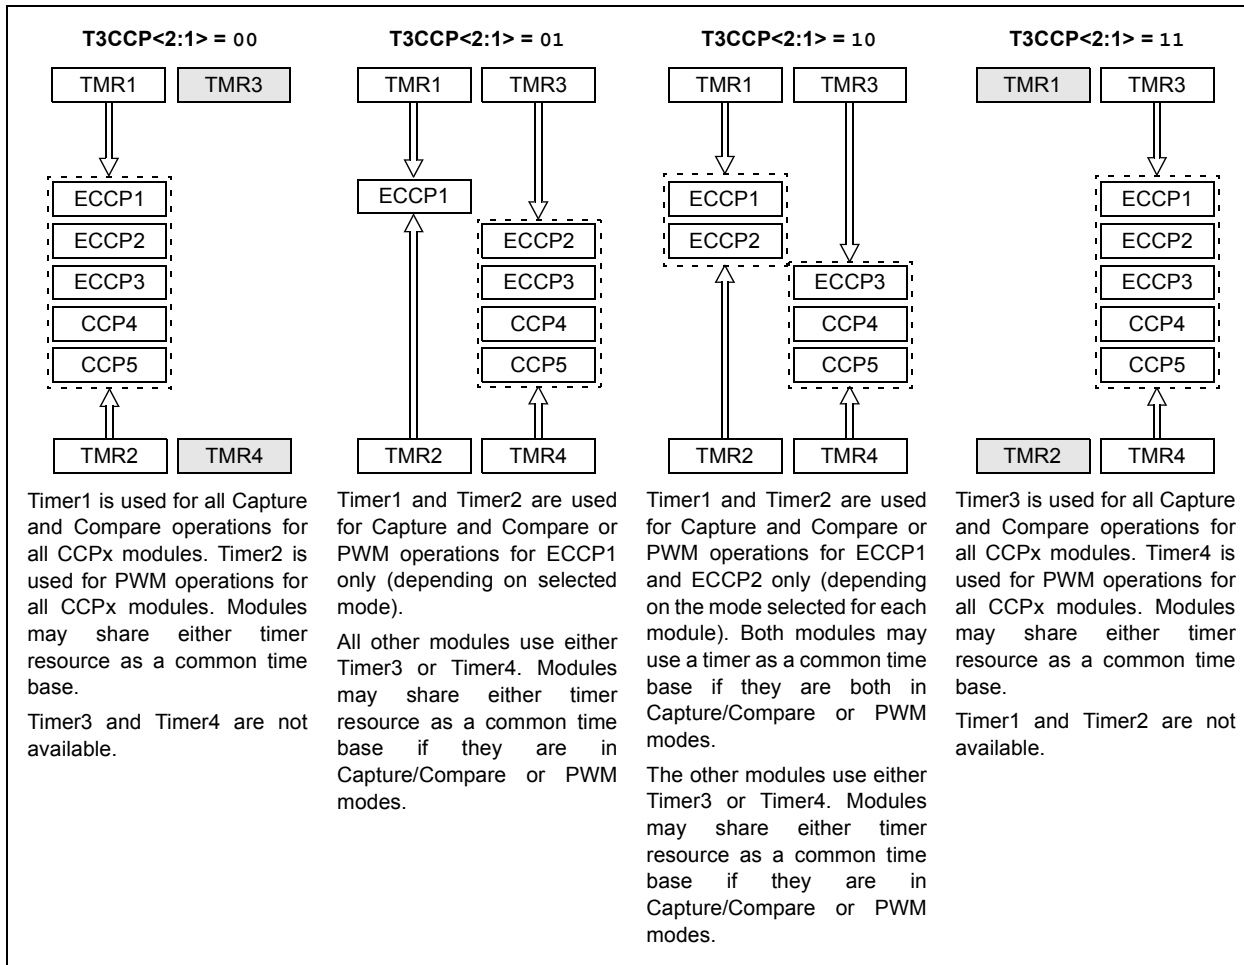 T3CCP<2:1> = 00
TMR1 TMR3
ECCP1
ECCP2
ECCP3
CCP4
CCP5
TMR2 TMR4
Timer1 is used for all Capture
and Compare operations for
all CCPx modules. Timer2 is
used for PWM operations for
all CCPx modules. Modules
may share either timer
resource as a common time
base.
Timer3 and Timer4 are not
available.
T3CCP<2:1> = 01
TMR1 TMR3
ECCP1
ECCP2
ECCP3
CCP4
CCP5
TMR2 TMR4
Timer1 and Timer2 are used
for Capture and Compare or
PWM operations for ECCP1
only (depending on selected
mode).
All other modules use either
Timer3 or Timer4. Modules
may share either timer
resource as a common time
base if they are in
Capture/Compare or PWM
modes.
T3CCP<2:1> = 10
TMR1 TMR3
ECCP1
ECCP2
ECCP3
CCP4
CCP5
TMR2 TMR4
Timer1 and Timer2 are used
for Capture and Compare or
PWM operations for ECCP1
and ECCP2 only (depending
on the mode selected for each
module). Both modules may
use a timer as a common time
base if they are both in
Capture/Compare or PWM
modes.
The other modules use either
Timer3 or Timer4. Modules
may share either timer
resource as a common time
base if they are in
Capture/Compare or PWM
modes.
T3CCP<2:1> = 11
TMR1 TMR3
ECCP1
ECCP2
ECCP3
CCP4
CCP5
TMR2 TMR4
Timer3 is used for all Capture
and Compare operations for
all CCPx modules. Timer4 is
used for PWM operations for
all CCPx modules. Modules
may share either timer
resource as a common time
base.
Timer1 and Timer2 are not
available.